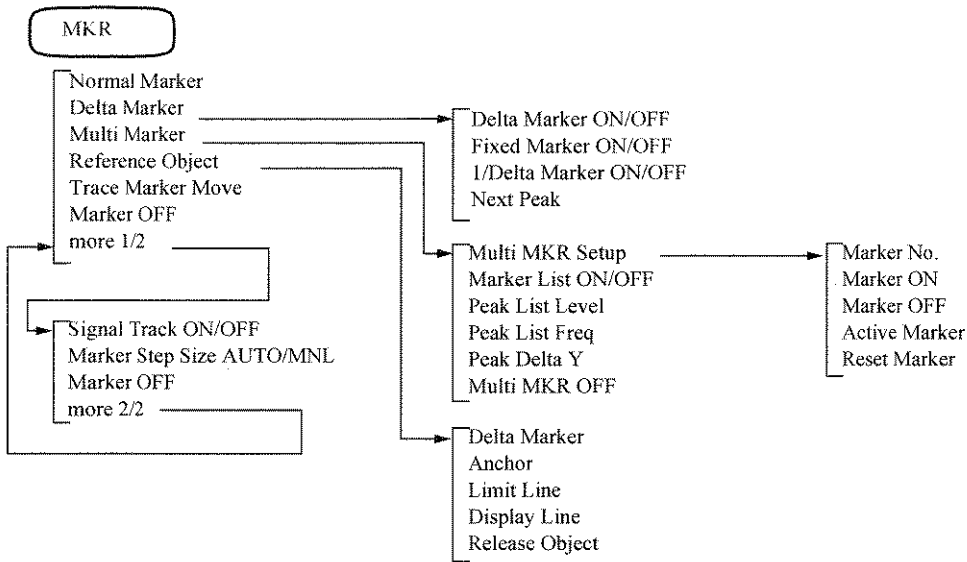 MKR
Normal Marker
Delta Marker
Multi Marker
Reference Object
Trace Marker Move
Marker OFF
more 1/2
Signal Track ON/OFF
Marker Step Size AUTO/MNL
Marker OFF
more 2/2
Delta Marker ON/OFF
Fixed Marker ON/OFF
1/Delta Marker ON/OFF
Next Peak
Multi MKR Setup
Marker List ON/OFF
Peak List Level
Peak List Freq
Peak Delta Y
Multi MKR OFF
Marker No.
Marker ON
Marker OFF
Active Marker
Reset Marker
Delta Marker
Anchor
Limit Line
Display Line
Release Object